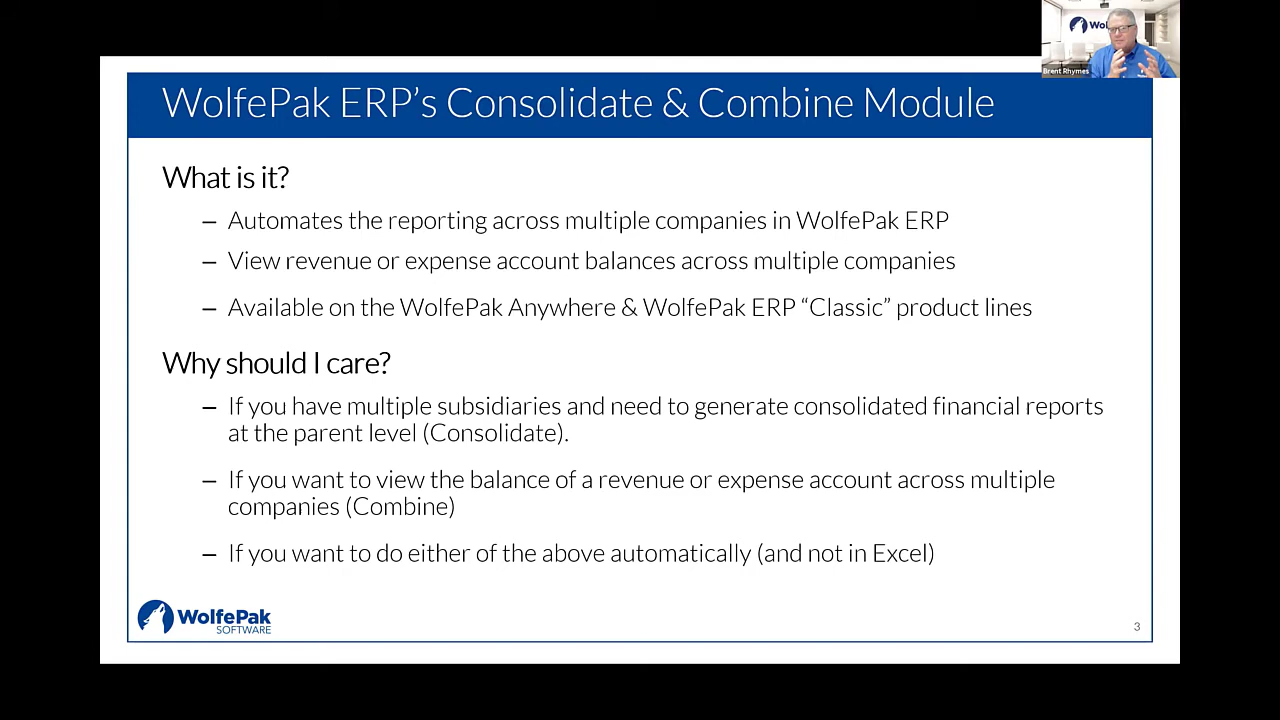 Wol
Brent Rhymes
WolfePak ERP’s Consolidate & Combine Module
What is it?
– Automates the reporting across multiple companies in WolfePak ERP
– View revenue or expense account balances across multiple companies
– Available on the WolfePak Anywhere & WolfePak ERP “Classic” product lines
Why should I care?
– If you have multiple subsidiaries and need to generate consolidated financial reports
at the parent level (Consolidate).
– If you want to view the balance of a revenue or expense account across multiple
companies (Combine)
– If you want to do either of the above automatically (and not in Excel)
WolfePak
SOFTWARE
3